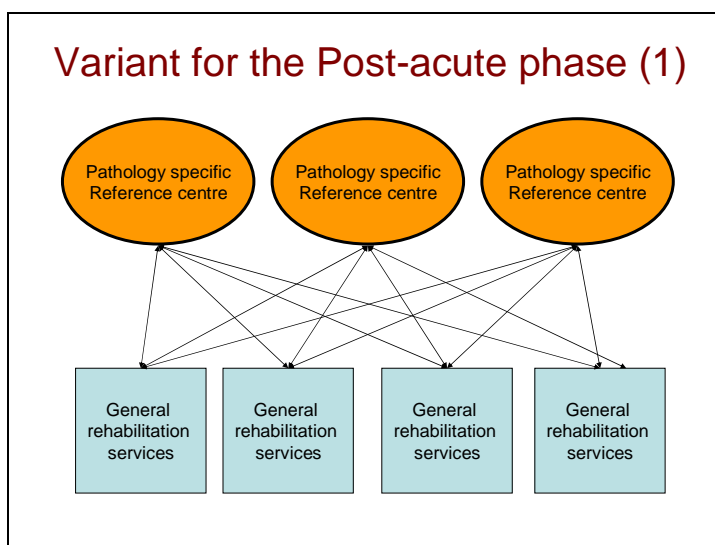 Variant for the Post-acute phase (1)
Pathology specific
Reference centre
Pathology specific
Reference centre
Pathology specific
Reference centre
General
rehabilitation
services
General
rehabilitation
services
General
rehabilitation
services
General
rehabilitation
services